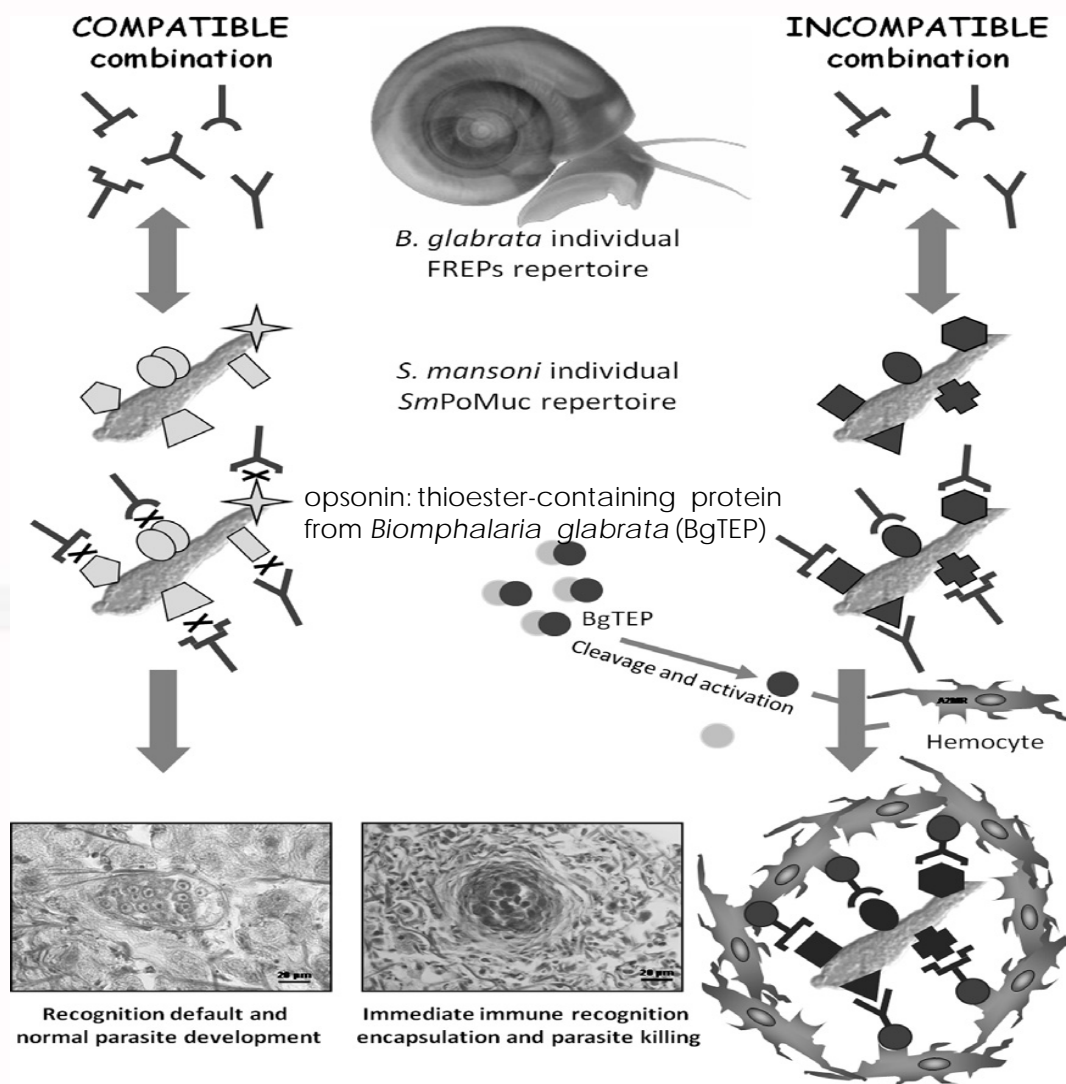 COMPATIBLE
combination
INCOMPATIBLE
combination
B. glabrata individual
FREPs repertoire
S. mansoni individual
SmPoMuc repertoire
opsonin: thioester-containing protein
from Biomphalaria glabrata (BgTEP)
BgTEP
Cleavage and activation
Hemocyte
20 µm
20 µm
Recognition default and
normal parasite development
Immediate immune recognition
encapsulation and parasite killing